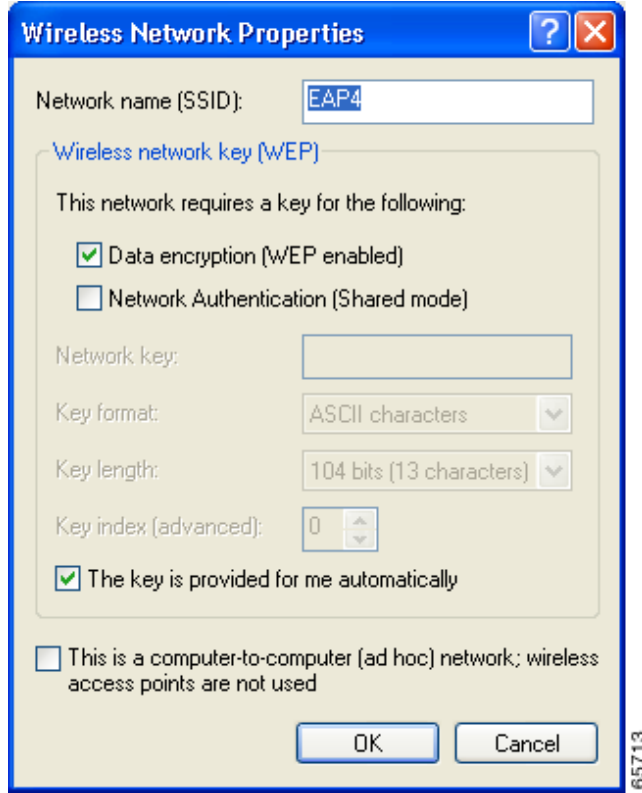 Wireless Network Properties
Network name (SSID): EAP4
Wireless network key (WEP)
This network requires a key for the following:
Data encryption (WEP enabled)
Network Authentication (Shared mode)
Network key:
Key format: ASCII characters
Key length: 104 bits (13 characters)
Key index (advanced): 0
The key is provided for me automatically
This is a computer-to-computer (ad hoc) network; wireless
access points are not used
OK Cancel
65713